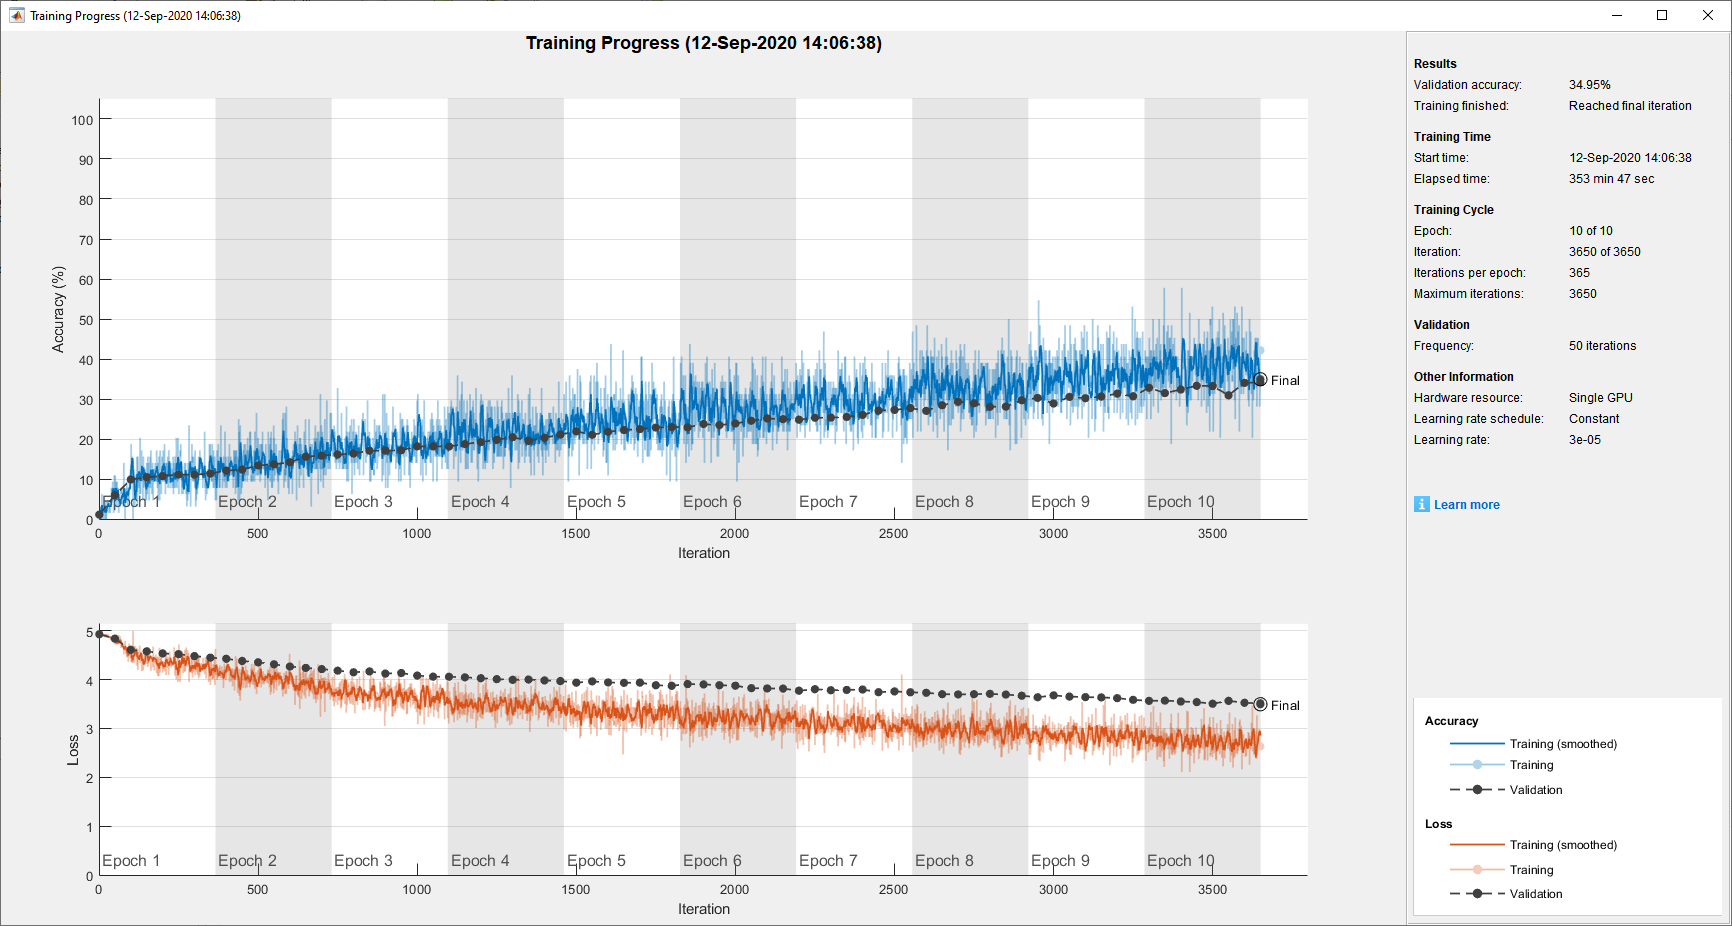 Training Progress (12-Sep-2020 14:06:38)
Training Progress (12-Sep-2020 14:06:38)
100
90
80
70
60
50
40
30
20
10
0
Accuracy (%)
Epoch 1 Epoch 2 Epoch 3 Epoch 4 Epoch 5 Epoch 6 Epoch 7 Epoch 8 Epoch 9 Epoch 10
Final
0 500 1000 1500 2000 2500 3000 3500
Iteration
5
4
3
2
1
0
Loss
Final
Epoch 1 Epoch 2 Epoch 3 Epoch 4 Epoch 5 Epoch 6 Epoch 7 Epoch 8 Epoch 9 Epoch 10
0 500 1000 1500 2000 2500 3000 3500
Iteration
Results
Validation accuracy: 34.95%
Training finished: Reached final iteration
Training Time
Start time: 12-Sep-2020 14:06:38
Elapsed time: 353 min 47 sec
Training Cycle
Epoch: 10 of 10
Iteration: 3650 of 3650
Iterations per epoch: 365
Maximum iterations: 3650
Validation
Frequency: 50 iterations
Other Information
Hardware resource: Single GPU
Learning rate schedule: Constant
Learning rate: 3e-05
i Learn more
Accuracy
Training (smoothed)
Training
Validation
Loss
Training (smoothed)
Training
Validation